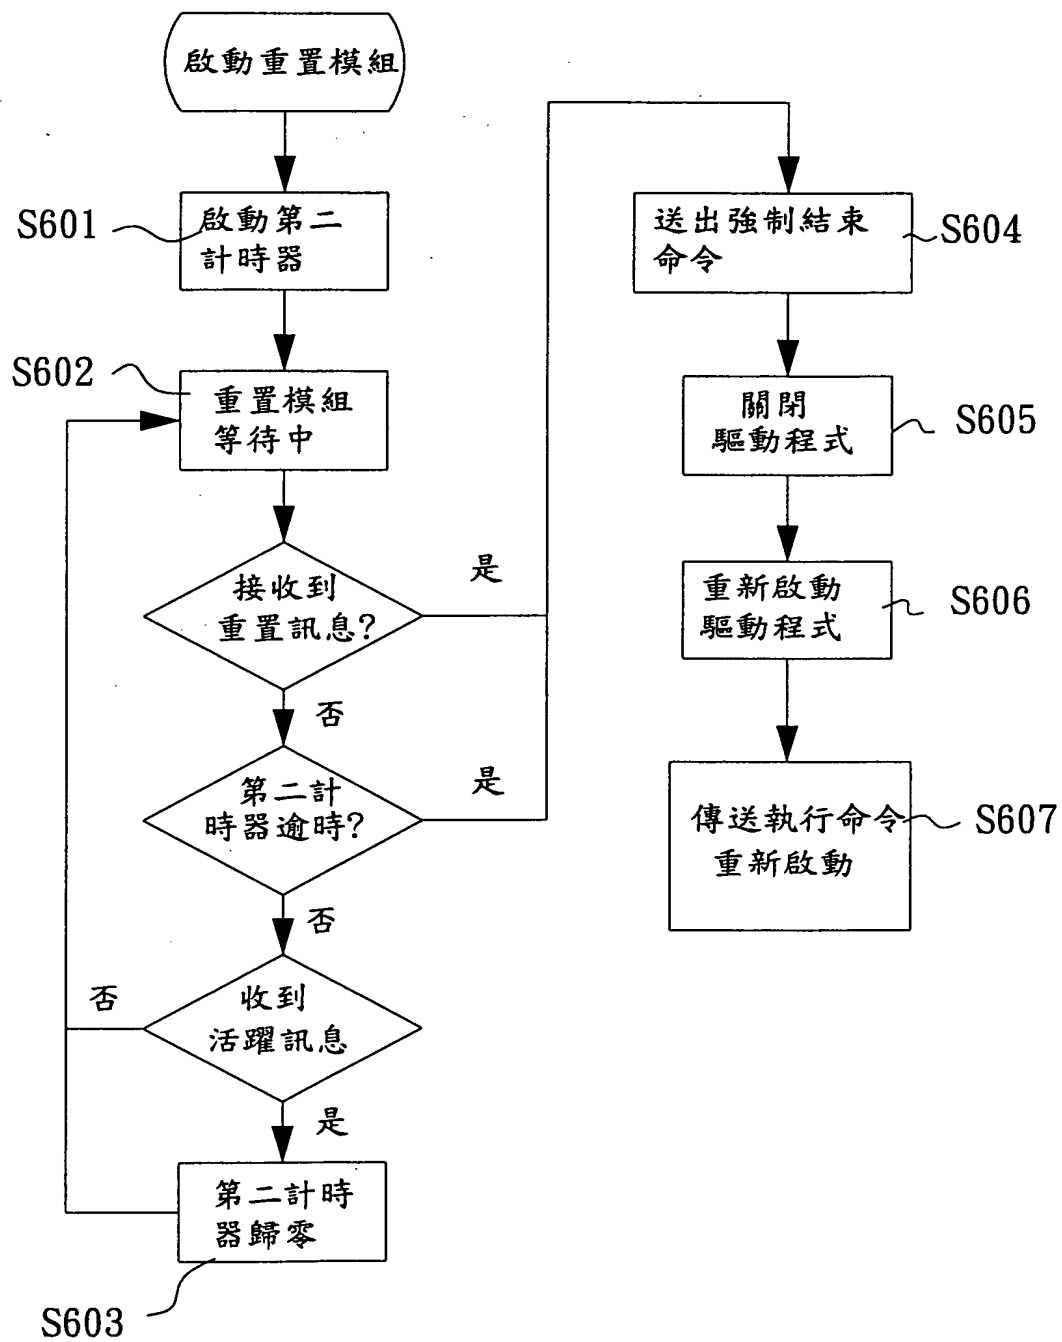 啟動重置模組
S601
啟動第二
計時器
S602
重置模組
等待中
接收到
重置訊息?
是
否
第二計
時器逾時?
是
否
收到
活躍訊息
否
是
第二計時
器歸零
S603
送出強制結束
命令
S604
關閉
驅動程式
S605
重新啟動
驅動程式
S606
傳送執行命令
重新啟動
S607